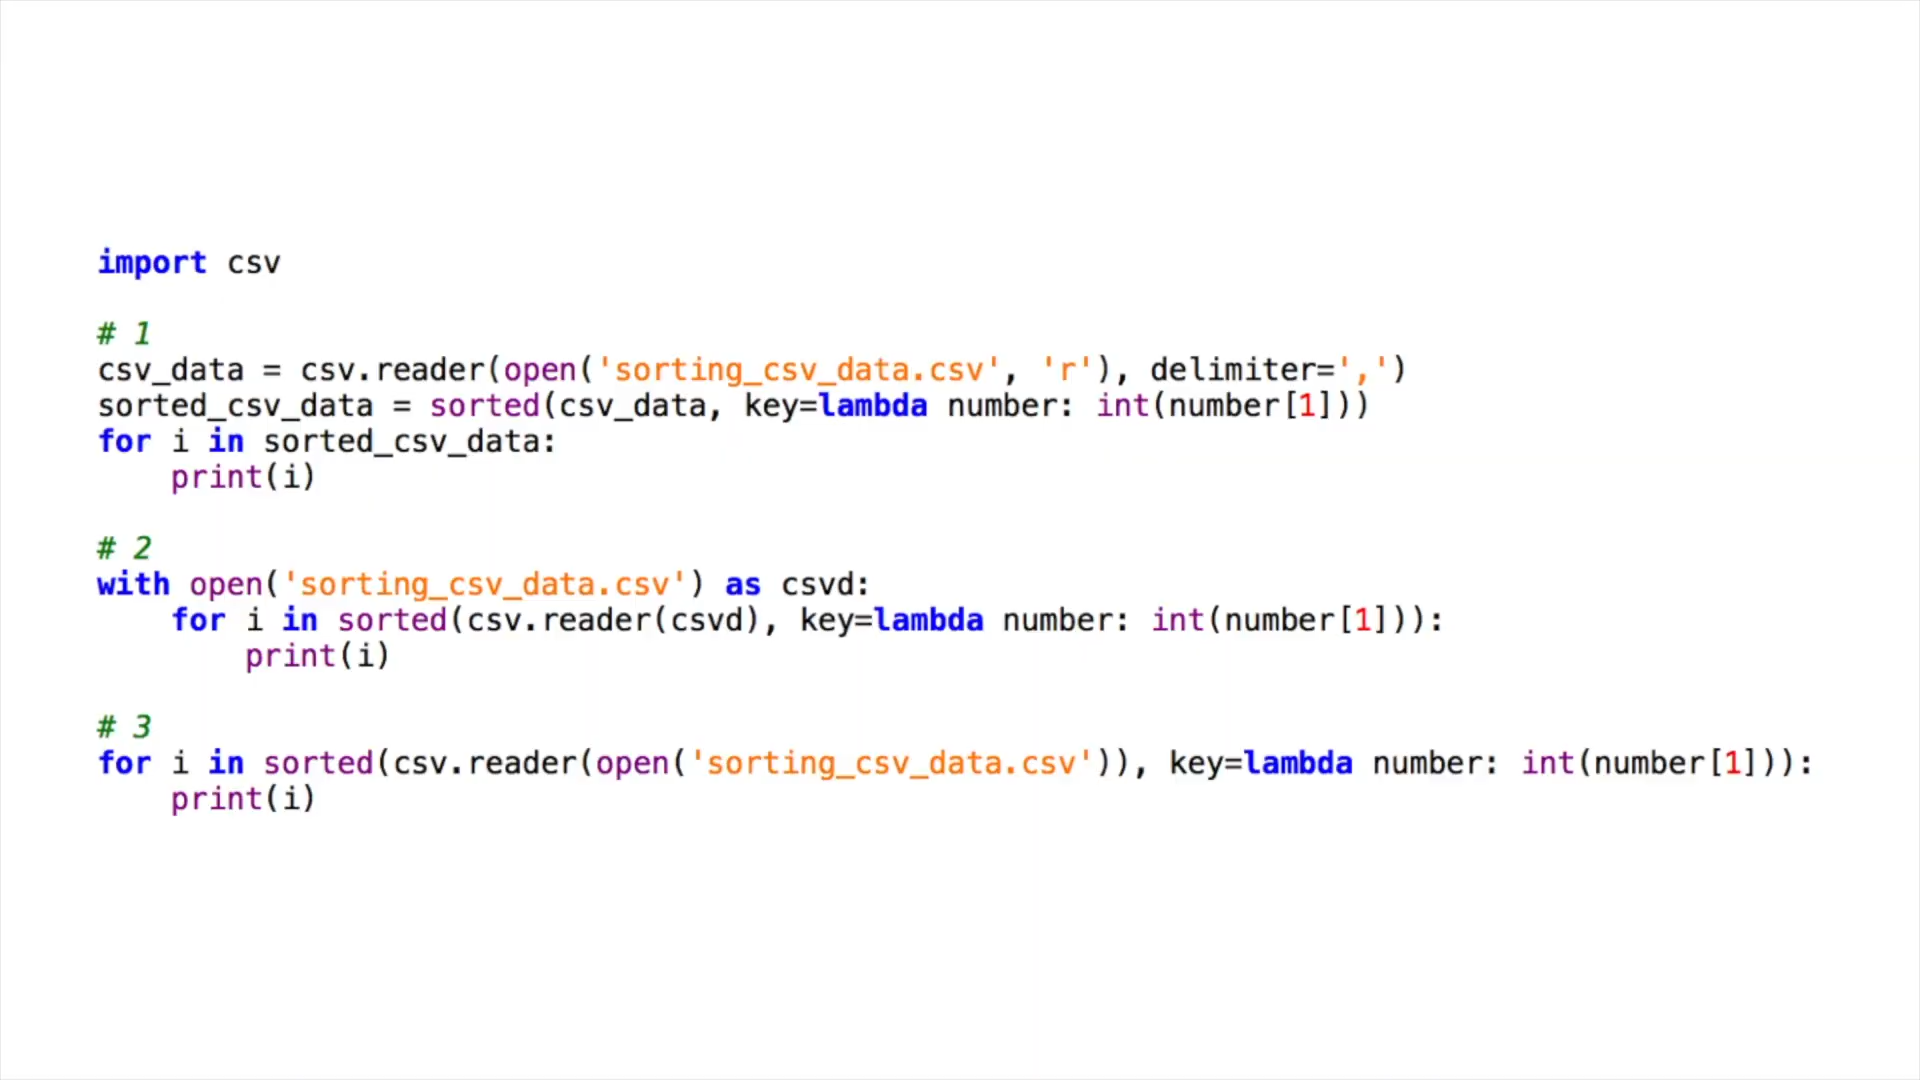 import csv
# 1
csv_data = csv.reader(open('sorting_csv_data.csv', 'r'), delimiter=',')
sorted_csv_data = sorted(csv_data, key=lambda number: int(number[1]))
for i in sorted_csv_data:
    print(i)
# 2
with open('sorting_csv_data.csv') as csvd:
    for i in sorted(csv.reader(csvd), key=lambda number: int(number[1])):
        print(i)
# 3
for i in sorted(csv.reader(open('sorting_csv_data.csv')), key=lambda number: int(number[1])):
    print(i)